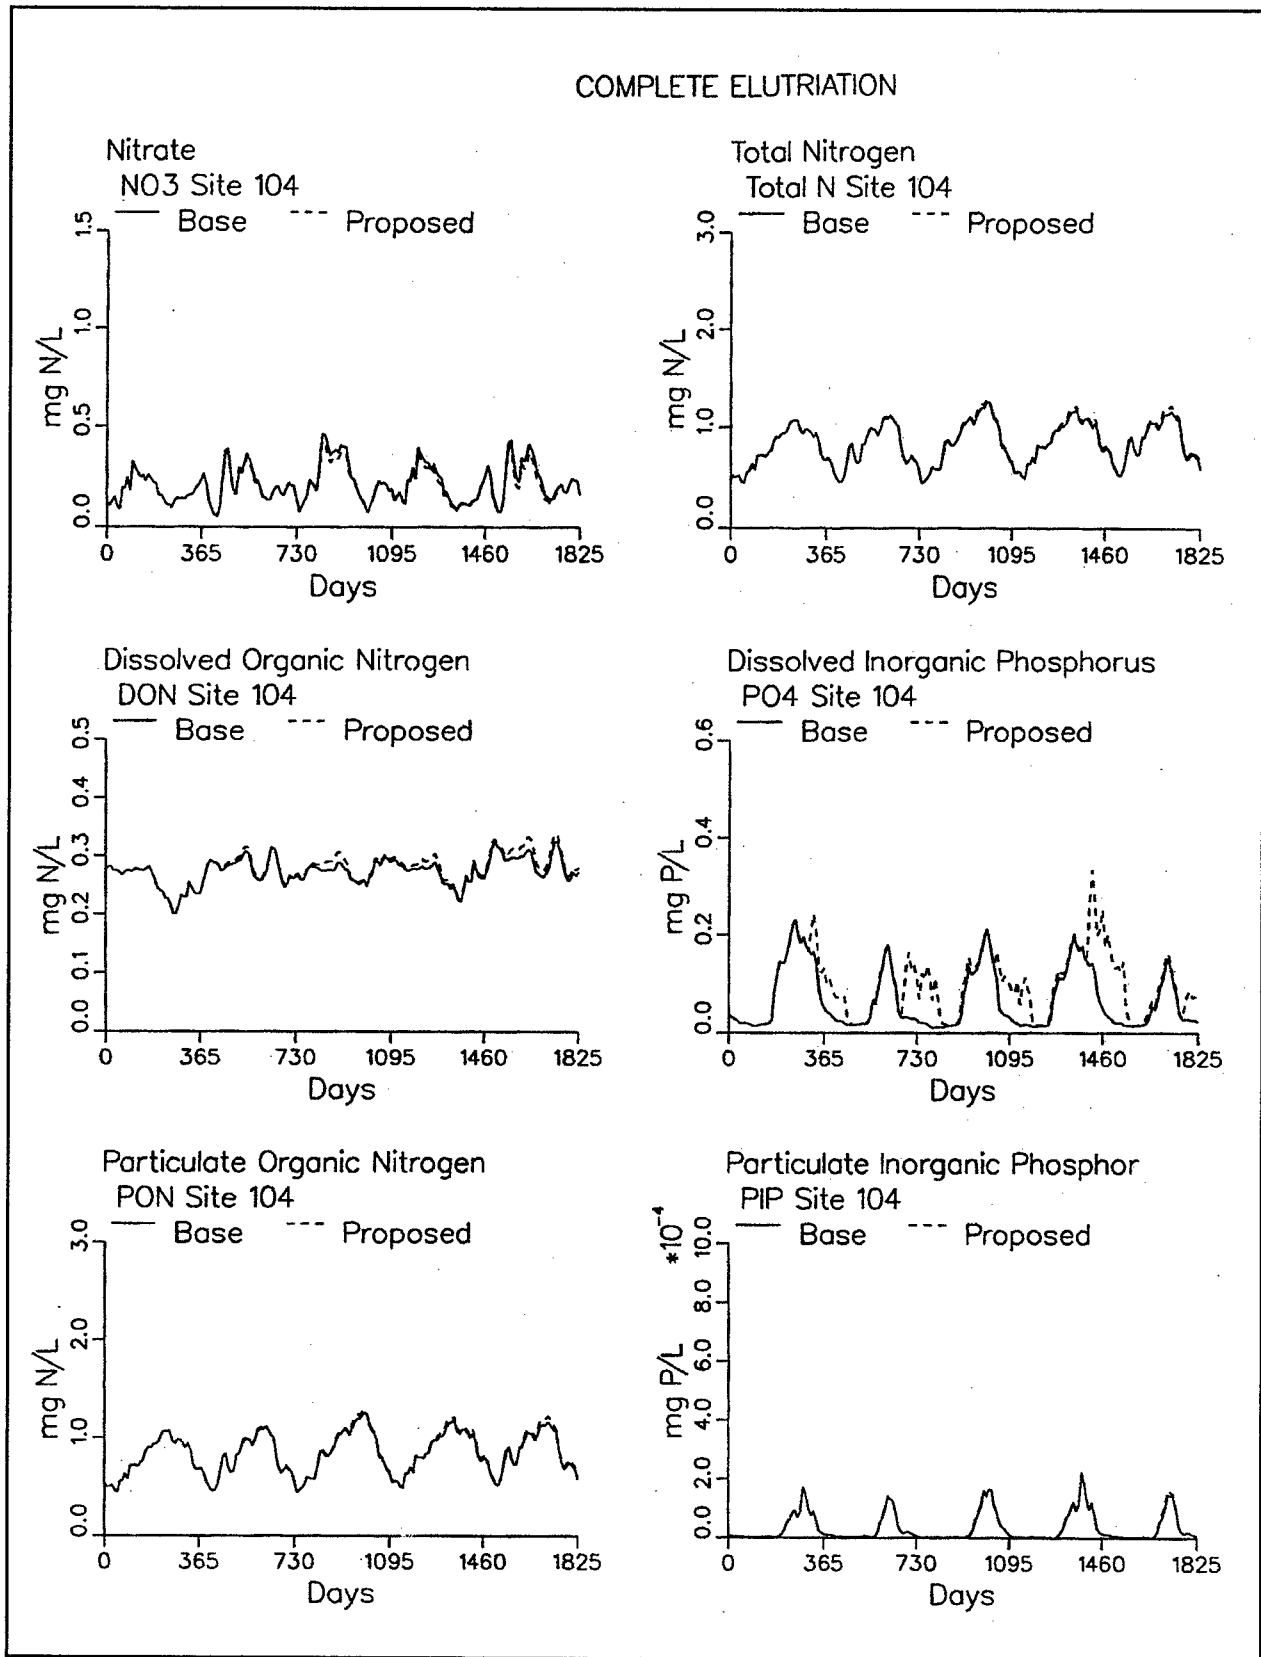 COMPLETE ELUTRIATION
Nitrate
NO3 Site 104
Base Proposed
mg N/L
0.0 0.5 1.0 1.5
0 365 730 1095 1460 1825
Days
Total Nitrogen
Total N Site 104
Base Proposed
mg N/L
0.0 1.0 2.0 3.0
0 365 730 1095 1460 1825
Days
Dissolved Organic Nitrogen
DON Site 104
Base Proposed
mg N/L
0.0 0.1 0.2 0.3 0.4 0.5
0 365 730 1095 1460 1825
Days
Dissolved Inorganic Phosphorus
PO4 Site 104
Base Proposed
mg P/L
0.0 0.2 0.4 0.6
0 365 730 1095 1460 1825
Days
Particulate Organic Nitrogen
PON Site 104
Base Proposed
mg N/L
0.0 1.0 2.0 3.0
0 365 730 1095 1460 1825
Days
Particulate Inorganic Phosphor
PIP Site 104
Base Proposed
mg P/L *10-4
0.0 2.0 4.0 6.0 8.0 10.0
0 365 730 1095 1460 1825
Days